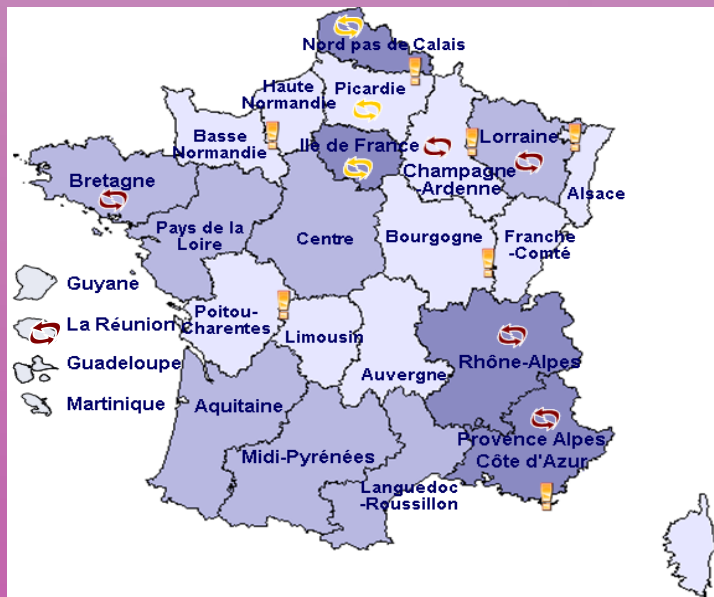 Nord pas de Calais
Haute
Normandie
Picardie
Basse
Normandie
Ile de France
Champagne
-Ardenne
Lorraine
Alsace
Bretagne
Pays de la
Loire
Centre
Bourgogne
Franche
-Comté
Guyane
La Réunion
Guadeloupe
Martinique
Poitou-
Charentes
Limousin
Auvergne
Rhône-Alpes
Aquitaine
Midi-Pyrénées
Languedoc
-Roussillon
Provence Alpes
Côte d'Azur